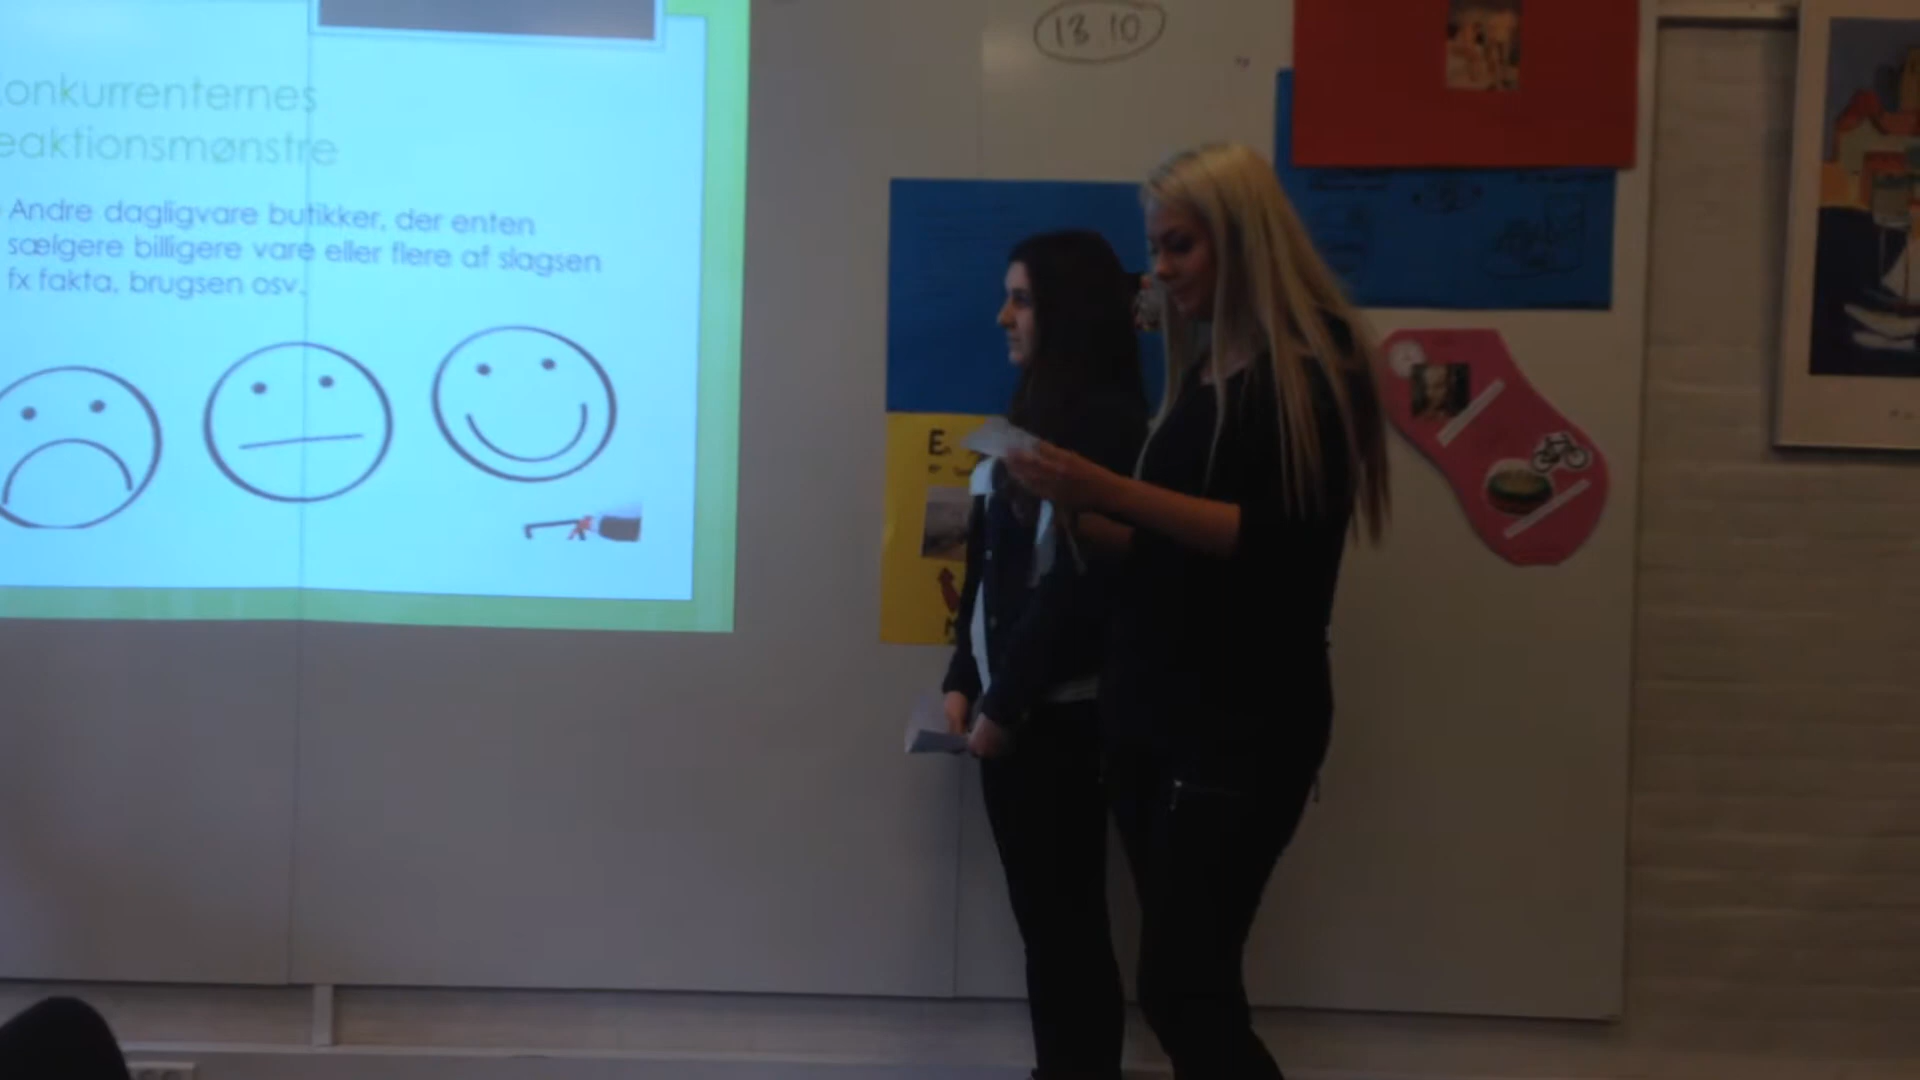 13 10
onkurrenternes
eaktionsmønstre
Andre dagligvare butikker, der enten
sælgere billigere vare eller flere af slagsen
fx fakta, brugsen osv.
E